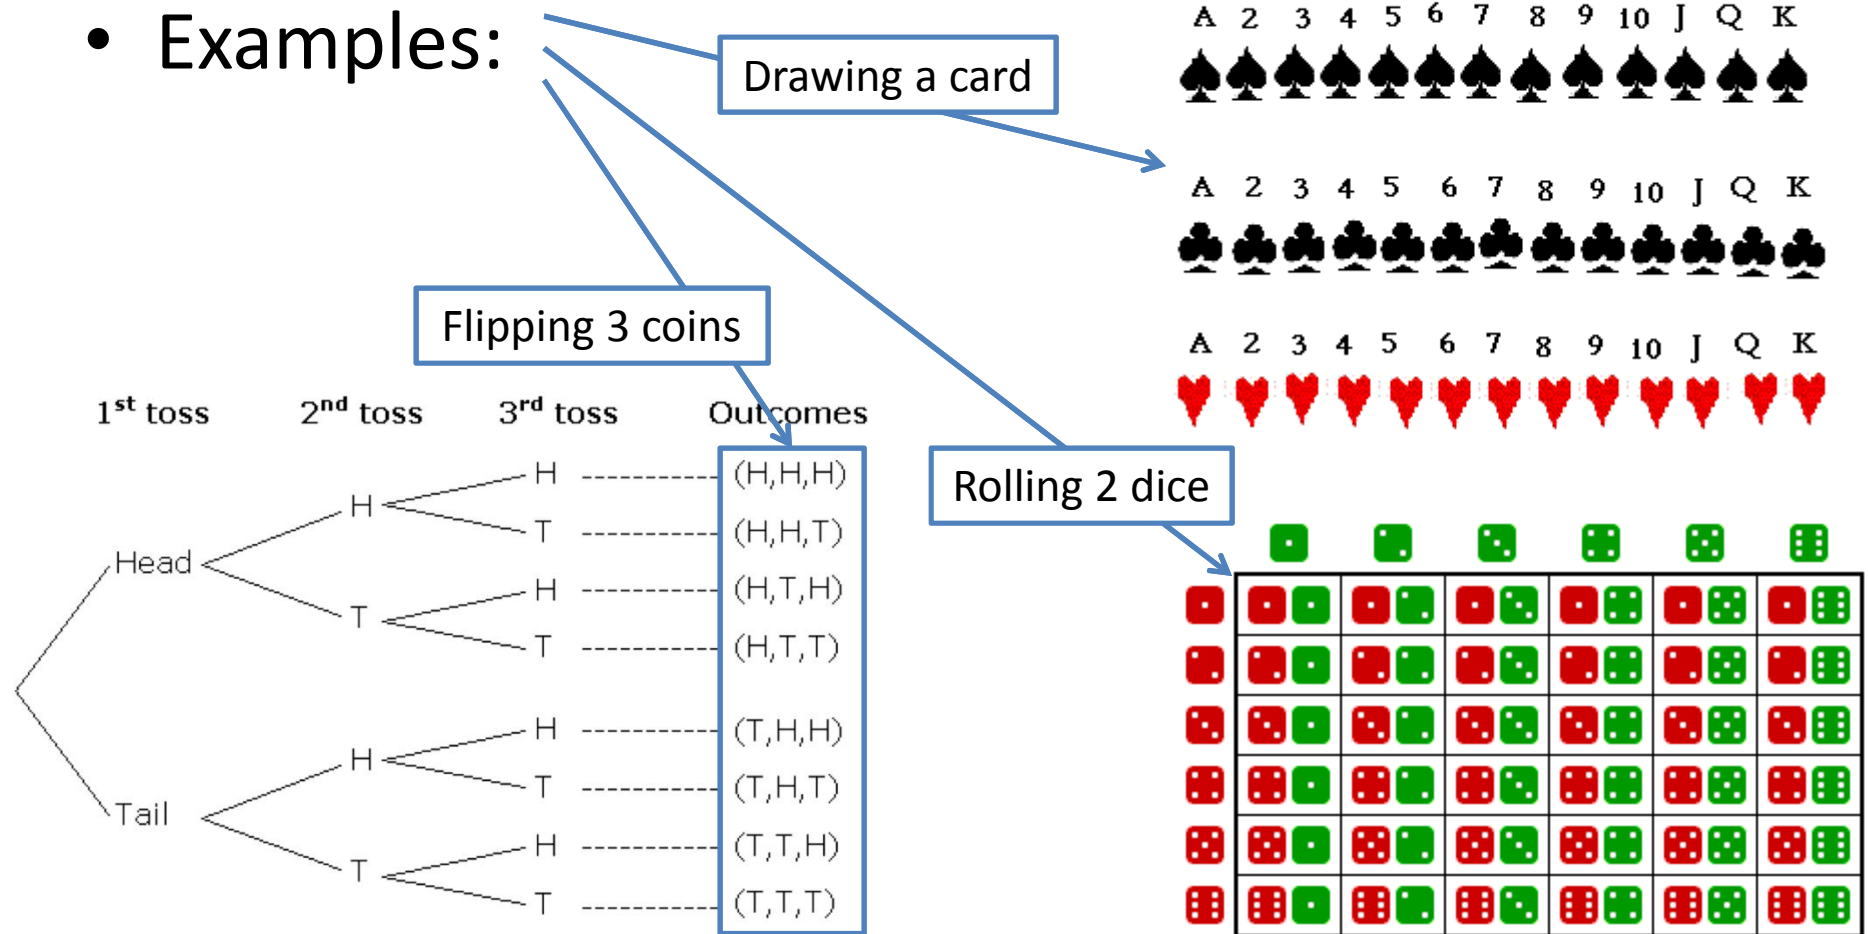 • Examples:
Drawing a card
A 2 3 4 5 6 7 8 9 10 J Q K
A 2 3 4 5 6 7 8 9 10 J Q K
A 2 3 4 5 6 7 8 9 10 J Q K
Flipping 3 coins
Rolling 2 dice
1st toss 2nd toss 3rd toss Outcomes
H (H,H,H)
H
T (H,H,T)
Head
H (H,T,H)
T
T (H,T,T)
H (T,H,H)
H
T (T,H,T)
Tail
H (T,T,H)
T
T (T,T,T)